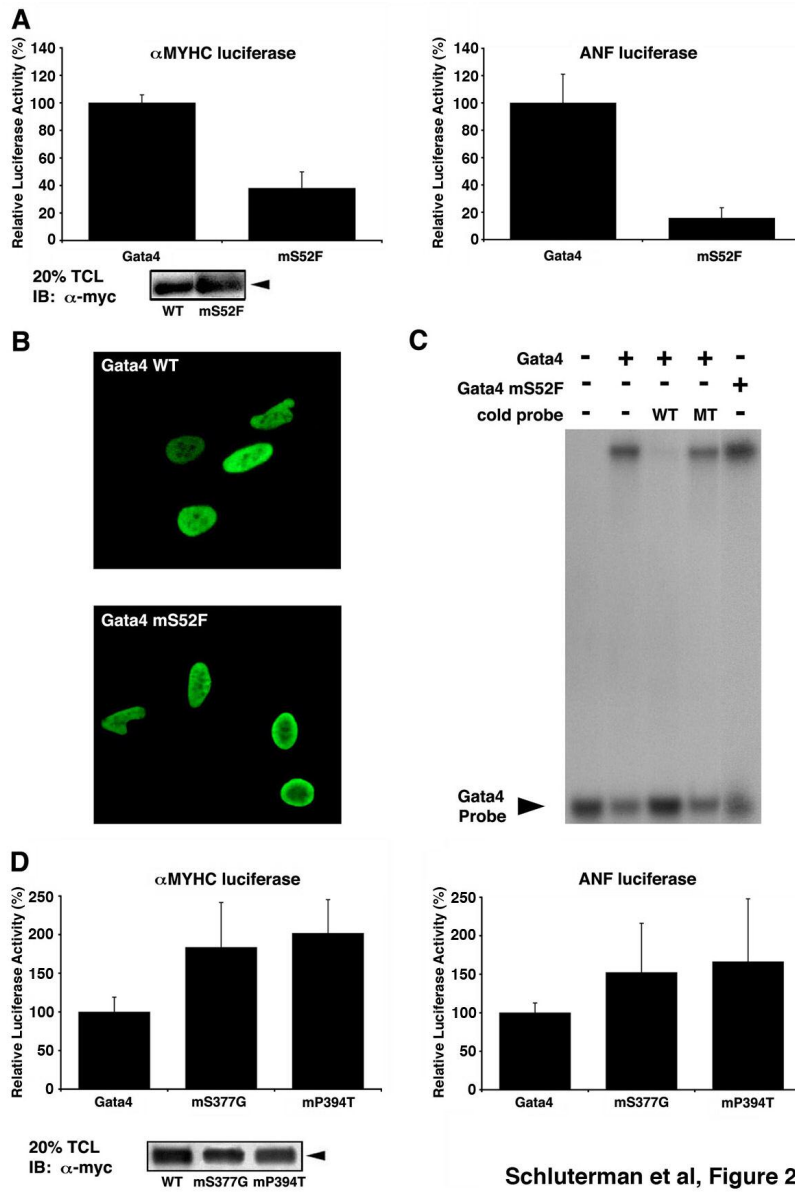 A
αMYHC luciferase
Relative Luciferase Activity (%)
140
120
100
80
60
40
20
0
Gata4 mS52F
20% TCL
IB: α-myc
WT mS52F
ANF luciferase
Relative Luciferase Activity (%)
140
120
100
80
60
40
20
0
Gata4 mS52F
B
Gata4 WT
Gata4 mS52F
C
Gata4 - + + + -
Gata4 mS52F - - - - +
cold probe - - WT MT -
Gata4
Probe
D
αMYHC luciferase
Relative Luciferase Activity (%)
250
200
150
100
50
0
Gata4 mS377G mP394T
20% TCL
IB: α-myc
WT mS377G mP394T
ANF luciferase
Relative Luciferase Activity (%)
250
200
150
100
50
0
Gata4 mS377G mP394T
Schluterman et al, Figure 2